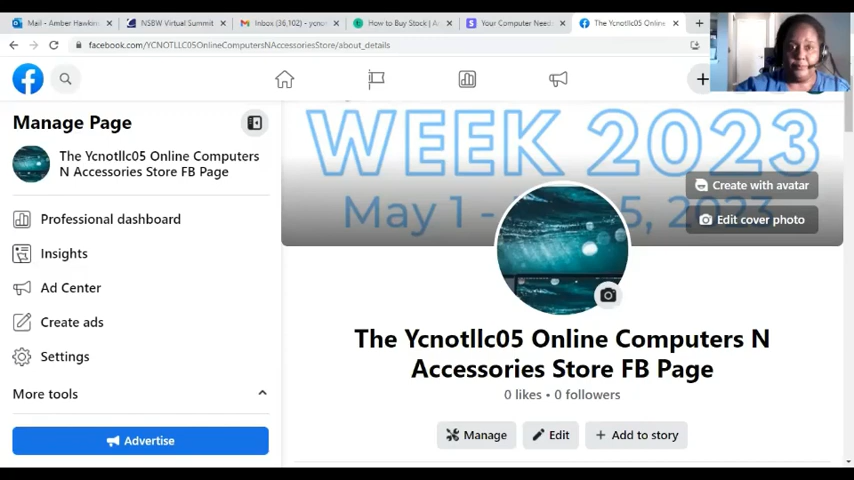 Mail - Amber Hawkin
NSBW Virtual Summit
Inbox (36,102) - ycno
How to Buy Stock | Av
Your Computer Need
The Ycnotllc05 Online
facebook.com/YCNOTLLC05OnlineComputersNAccessoriesStore/about_details
Manage Page
The Ycnotllc05 Online Computers
N Accessories Store FB Page
Professional dashboard
Insights
Ad Center
Create ads
Settings
More tools
Advertise
WEEK 2023
May 1 - 5, 2023
Create with avatar
Edit cover photo
The Ycnotllc05 Online Computers N
Accessories Store FB Page
0 likes • 0 followers
Manage
Edit
Add to story